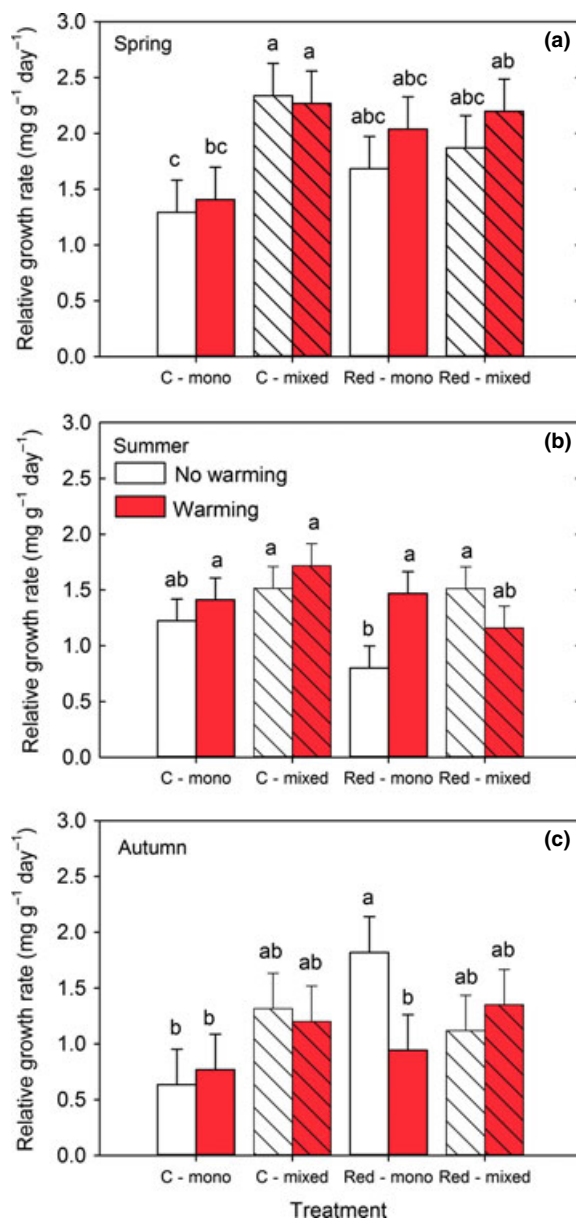 (a)
Spring
Relative growth rate (mg g⁻¹ day⁻¹)
3.0
2.5
2.0
1.5
1.0
0.5
0.0
c
bc
a
a
abc
abc
abc
ab
C - mono
C - mixed
Red - mono
Red - mixed
(b)
Summer
No warming
Warming
Relative growth rate (mg g⁻¹ day⁻¹)
3.0
2.5
2.0
1.5
1.0
0.5
0.0
ab
a
a
a
b
a
a
ab
C - mono
C - mixed
Red - mono
Red - mixed
(c)
Autumn
Relative growth rate (mg g⁻¹ day⁻¹)
3.0
2.5
2.0
1.5
1.0
0.5
0.0
b
b
ab
ab
a
b
ab
ab
C - mono
C - mixed
Red - mono
Red - mixed
Treatment